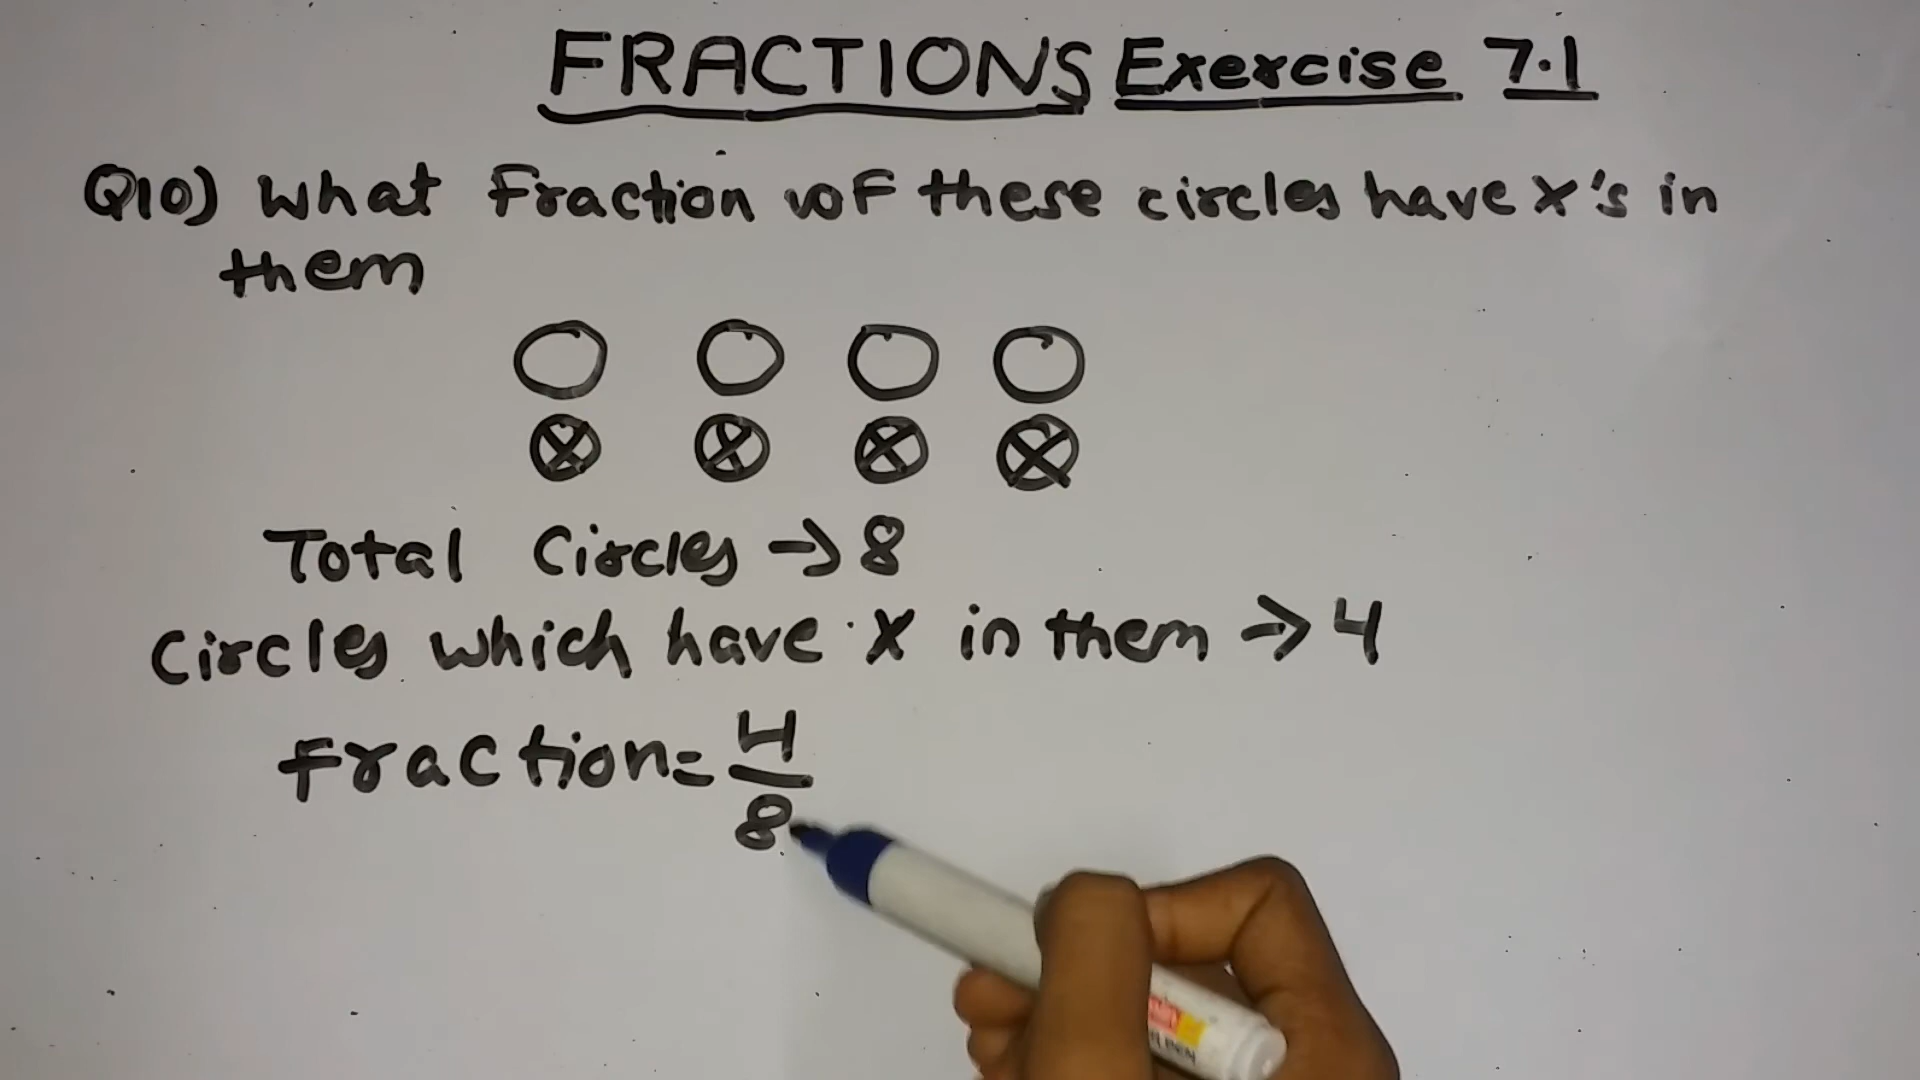 FRACTIONS Exercise 7.1
Q10) What Fraction of these circles have x's in
them
Total Circles → 8
Circles which have X in them → 4
Fraction = 4/8